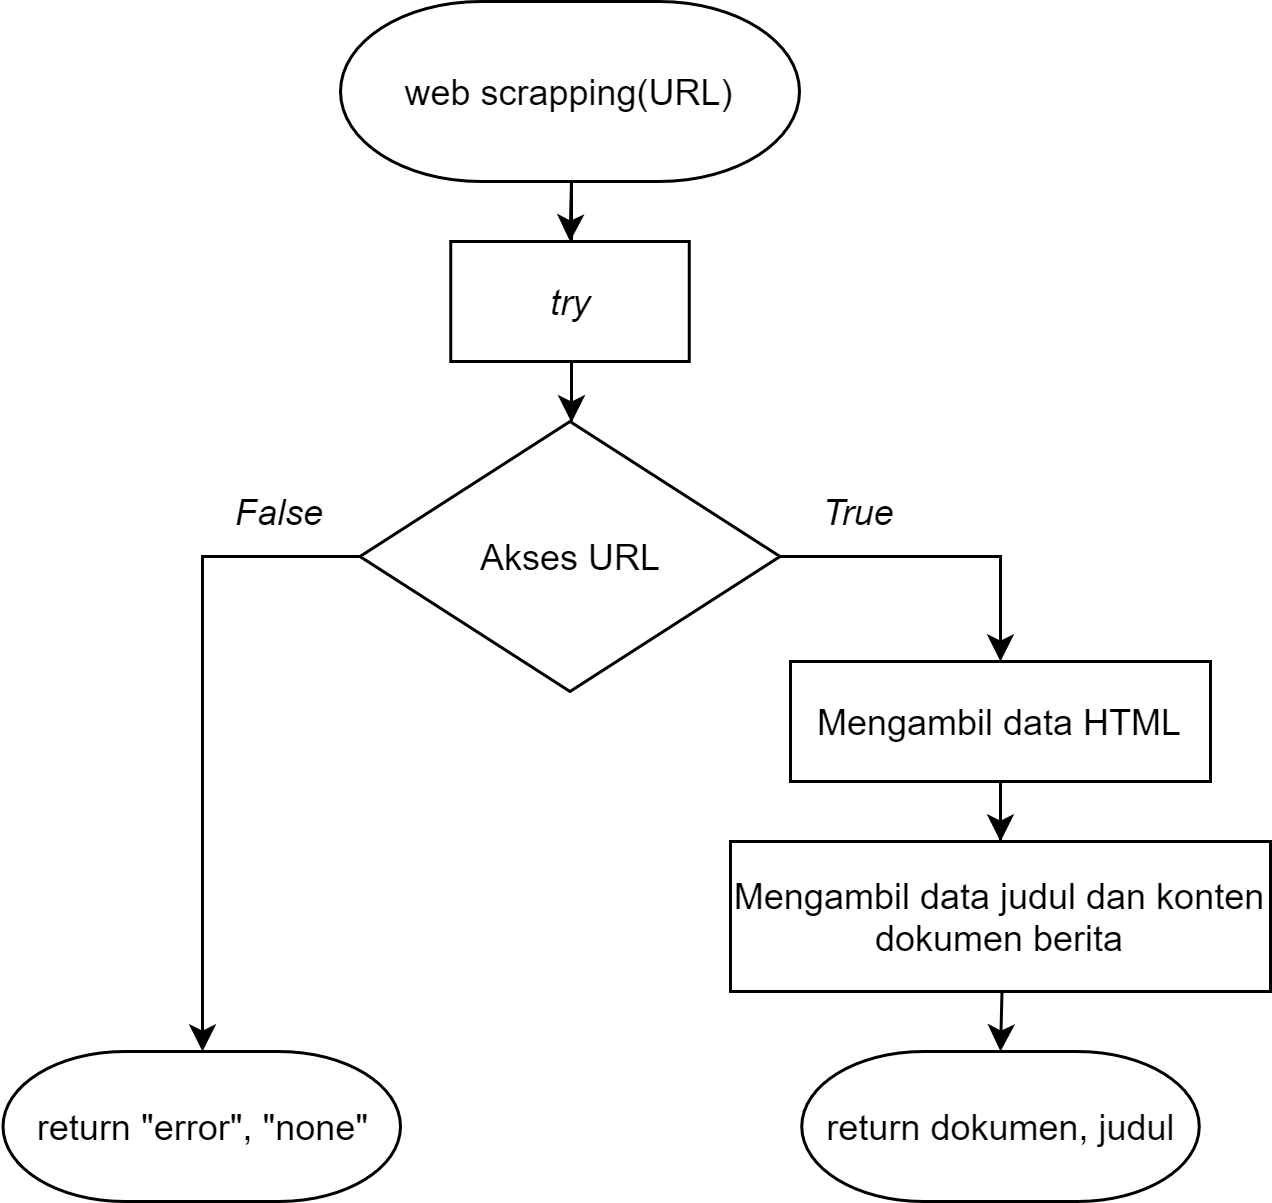 web scrapping(URL)
try
False
True
Akses URL
Mengambil data HTML
Mengambil data judul dan konten
dokumen berita
return "error", "none"
return dokumen, judul